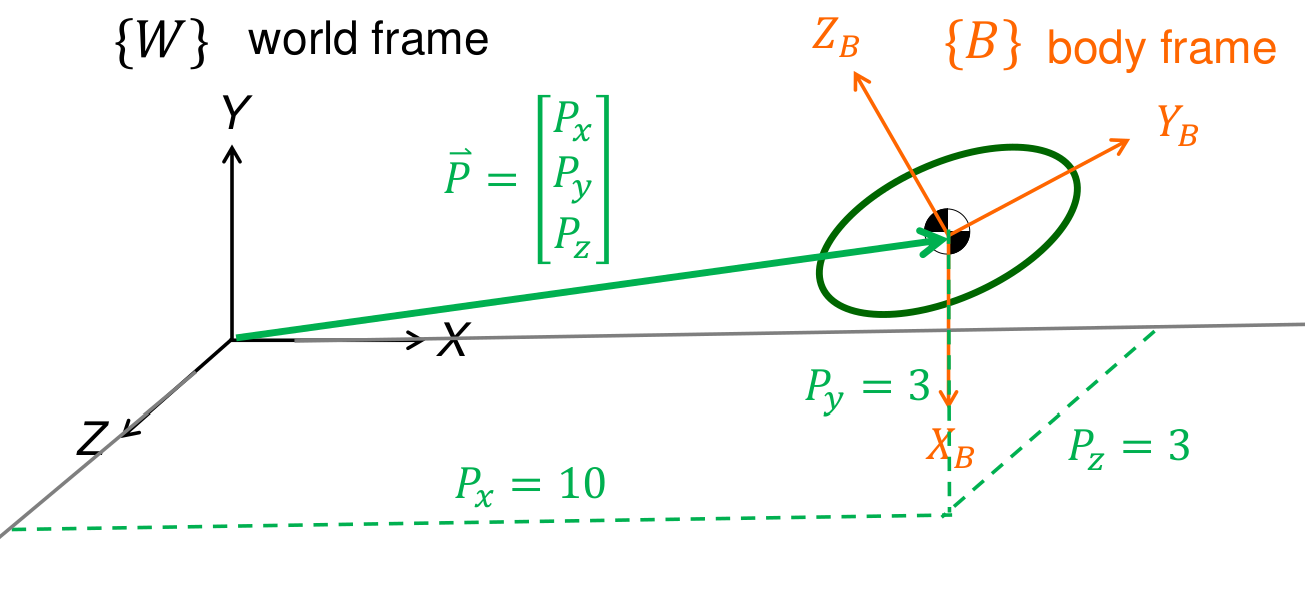 {W} world frame
Z_B {B} body frame
Y
P⃗ = [P_x P_y P_z]
Y_B
X
P_y = 3
Z
X_B
P_z = 3
P_x = 10